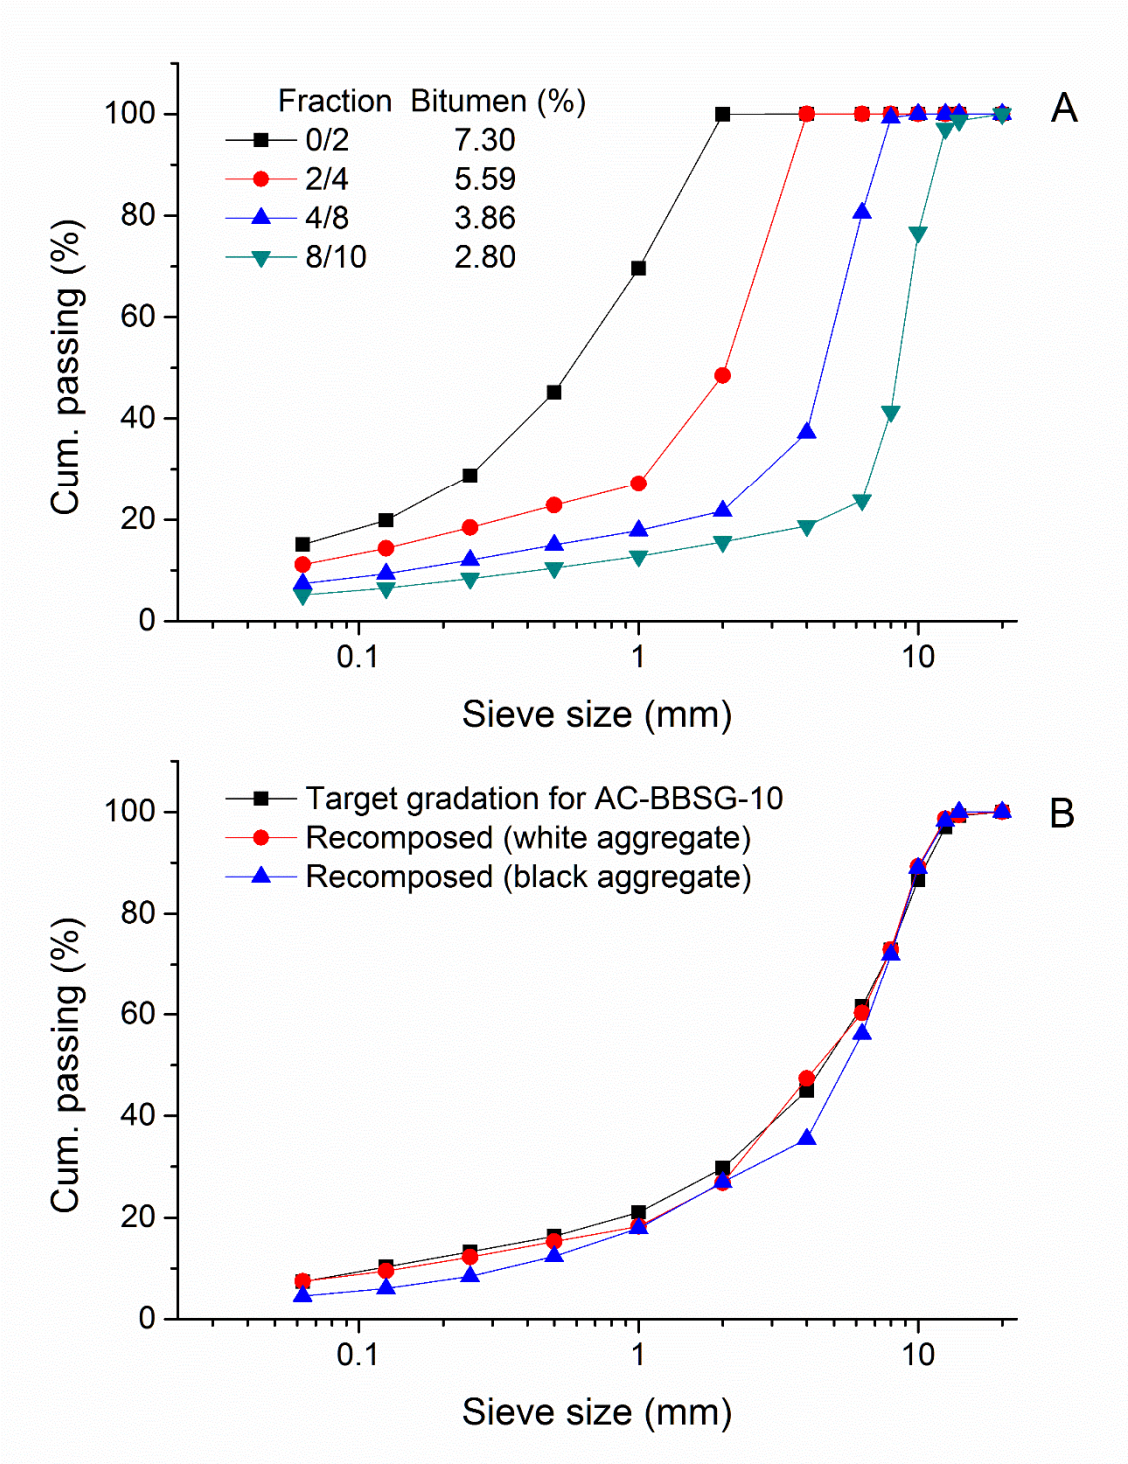 A
Fraction Bitumen (%)
0/2 7.30
2/4 5.59
4/8 3.86
8/10 2.80
100
80
60
40
20
0
Cum. passing (%)
0.1 1 10
Sieve size (mm)
B
Target gradation for AC-BBSG-10
Recomposed (white aggregate)
Recomposed (black aggregate)
100
80
60
40
20
0
Cum. passing (%)
0.1 1 10
Sieve size (mm)